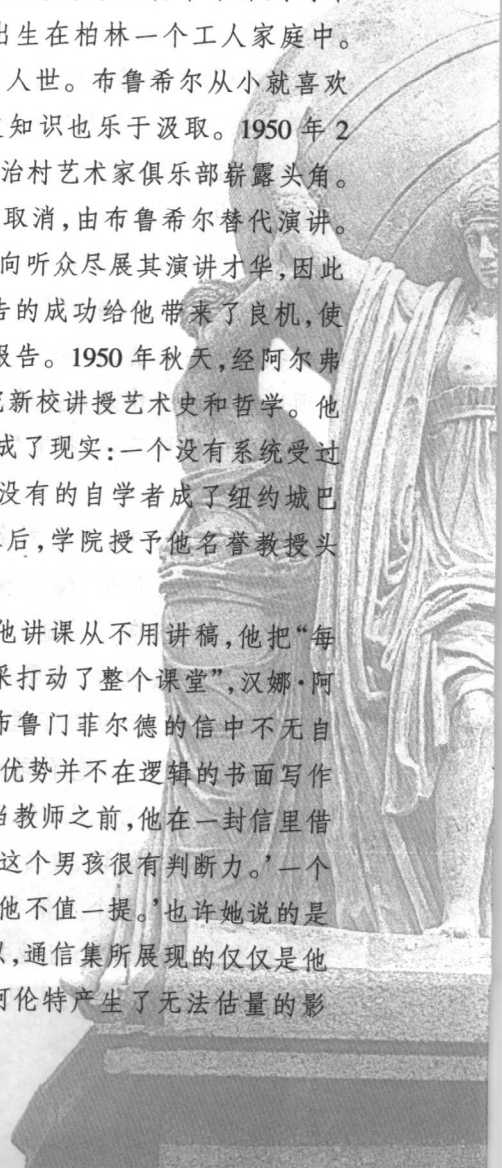 出生在柏林一个工人家庭中。
人世。布鲁希尔从小就喜欢
知识也乐于汲取。1950年2
治村艺术家俱乐部崭露头角。
取消,由布鲁希尔替代演讲。
向听众尽展其演讲才华,因此
告的成功给他带来了良机,使
报告。1950年秋天,经阿尔弗
新校讲授艺术史和哲学。他
成了现实:一个没有系统受过
没有的自学者成了纽约城巴
后,学院授予他名誉教授头
他讲课从不用讲稿,他把“每
采打动了整个课堂”,汉娜·阿
布鲁门菲尔德的信中不无自
优势并不在逻辑的书面写作
当教师之前,他在一封信里借
这个男孩很有判断力。’一个
他不值一提。’也许她说的是
以,通信集所展现的仅仅是他
阿伦特产生了无法估量的影